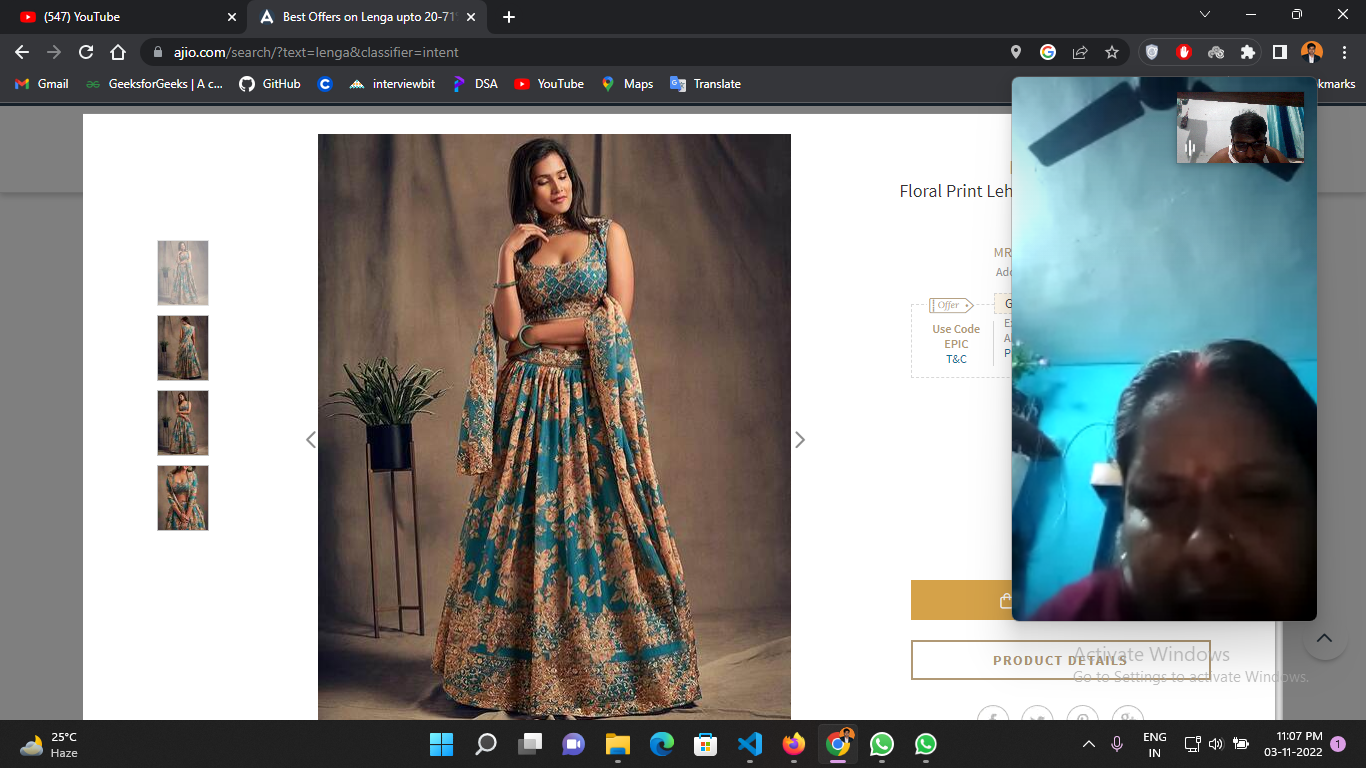 (547) YouTube
Best Offers on Lenga upto 20-71
ajio.com/search/?text=lenga&classifier=intent
Gmail
GeeksforGeeks | A c...
GitHub
interviewbit
DSA
YouTube
Maps
Translate
kmarks
Floral Print Leh
MR
Add
Offer
Use Code
EPIC
T&C
G
PRODUCT DETAILS
Activate Windows
Go to Settings to activate Windows.
25°C
Haze
ENG
IN
11:07 PM
03-11-2022
1